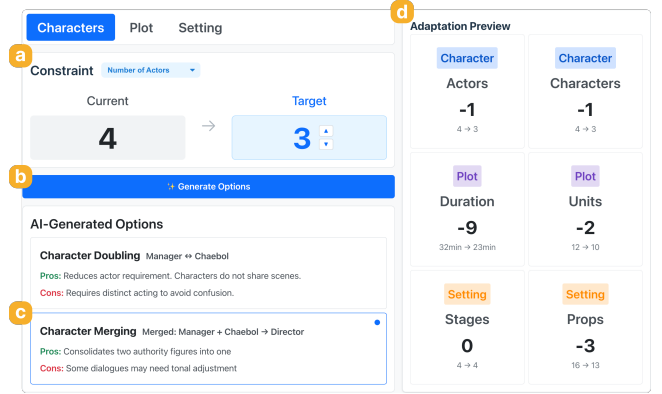 Characters Plot Setting
a
Constraint Number of Actors
Current Target
4 → 3
b
✨ Generate Options
AI-Generated Options
Character Doubling Manager ↔ Chaebol
Pros: Reduces actor requirement. Characters do not share scenes.
Cons: Requires distinct acting to avoid confusion.
c
Character Merging Merged: Manager + Chaebol → Director
Pros: Consolidates two authority figures into one
Cons: Some dialogues may need tonal adjustment
d
Adaptation Preview
Character
Actors
-1
4 → 3
Character
Characters
-1
4 → 3
Plot
Duration
-9
32min → 23min
Plot
Units
-2
12 → 10
Setting
Stages
0
4 → 4
Setting
Props
-3
16 → 13